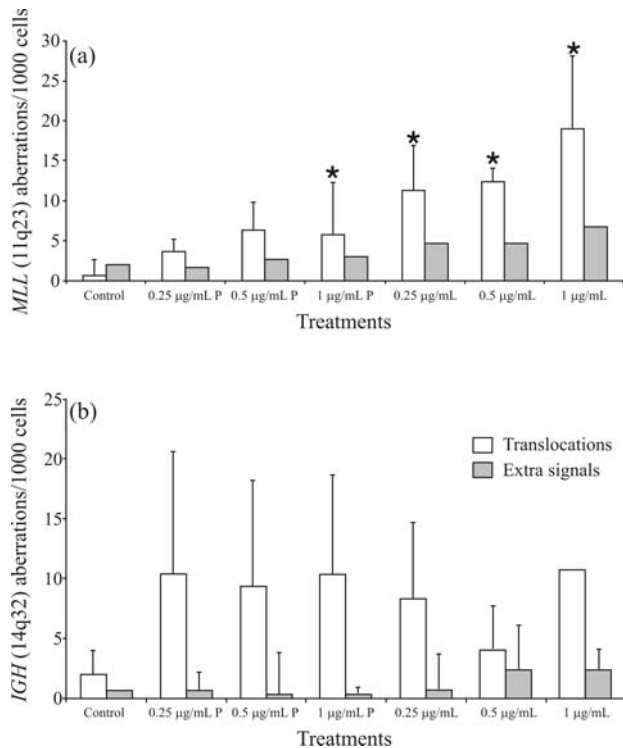 (a)
MLL (11q23) aberrations/1000 cells
30
25
20
15
10
5
0
* * * *
Control 0.25 µg/mL P 0.5 µg/mL P 1 µg/mL P 0.25 µg/mL 0.5 µg/mL 1 µg/mL
Treatments
(b)
IGH (14q32) aberrations/1000 cells
25
20
15
10
5
0
Translocations
Extra signals
Control 0.25 µg/mL P 0.5 µg/mL P 1 µg/mL P 0.25 µg/mL 0.5 µg/mL 1 µg/mL
Treatments